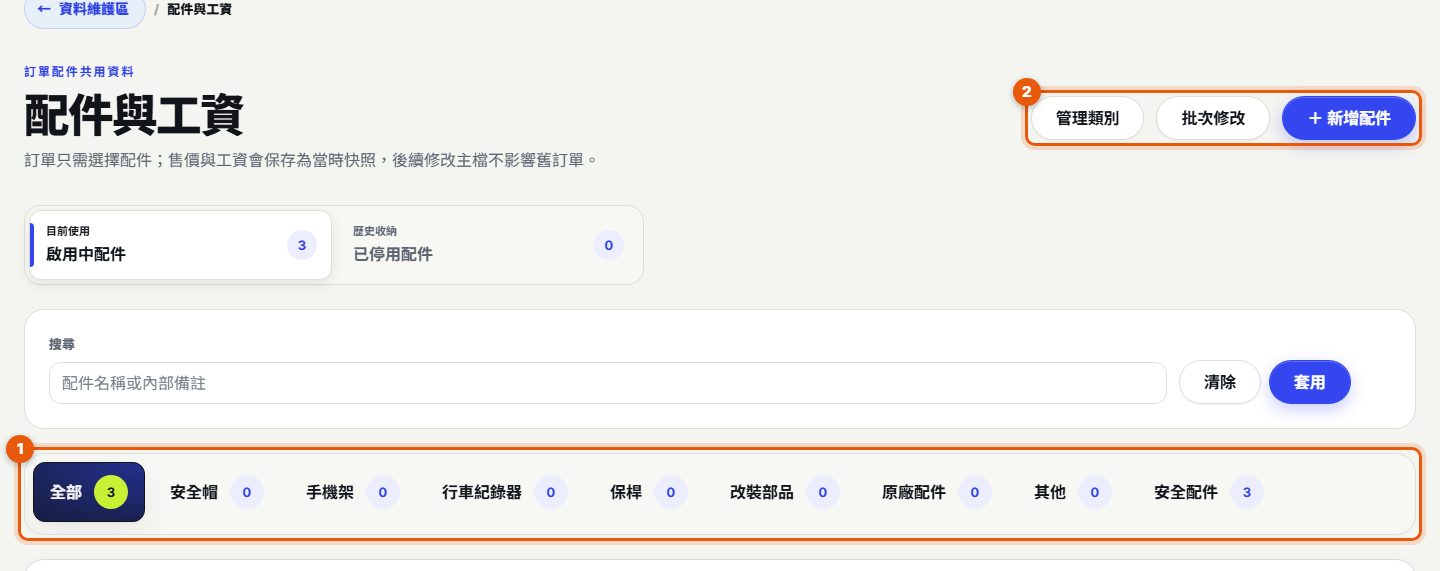 ← 資料維護區 / 配件與工資
訂單配件共用資料
配件與工資
訂單只需選擇配件；售價與工資會保存為當時快照，後續修改主檔不影響舊訂單。
2
管理類別 批次修改 ＋ 新增配件
目前使用
啟用中配件 3
歷史收納
已停用配件 0
搜尋
配件名稱或內部備註 清除 套用
1
全部 3 安全帽 0 手機架 0 行車紀錄器 0 保桿 0 改裝部品 0 原廠配件 0 其他 0 安全配件 3